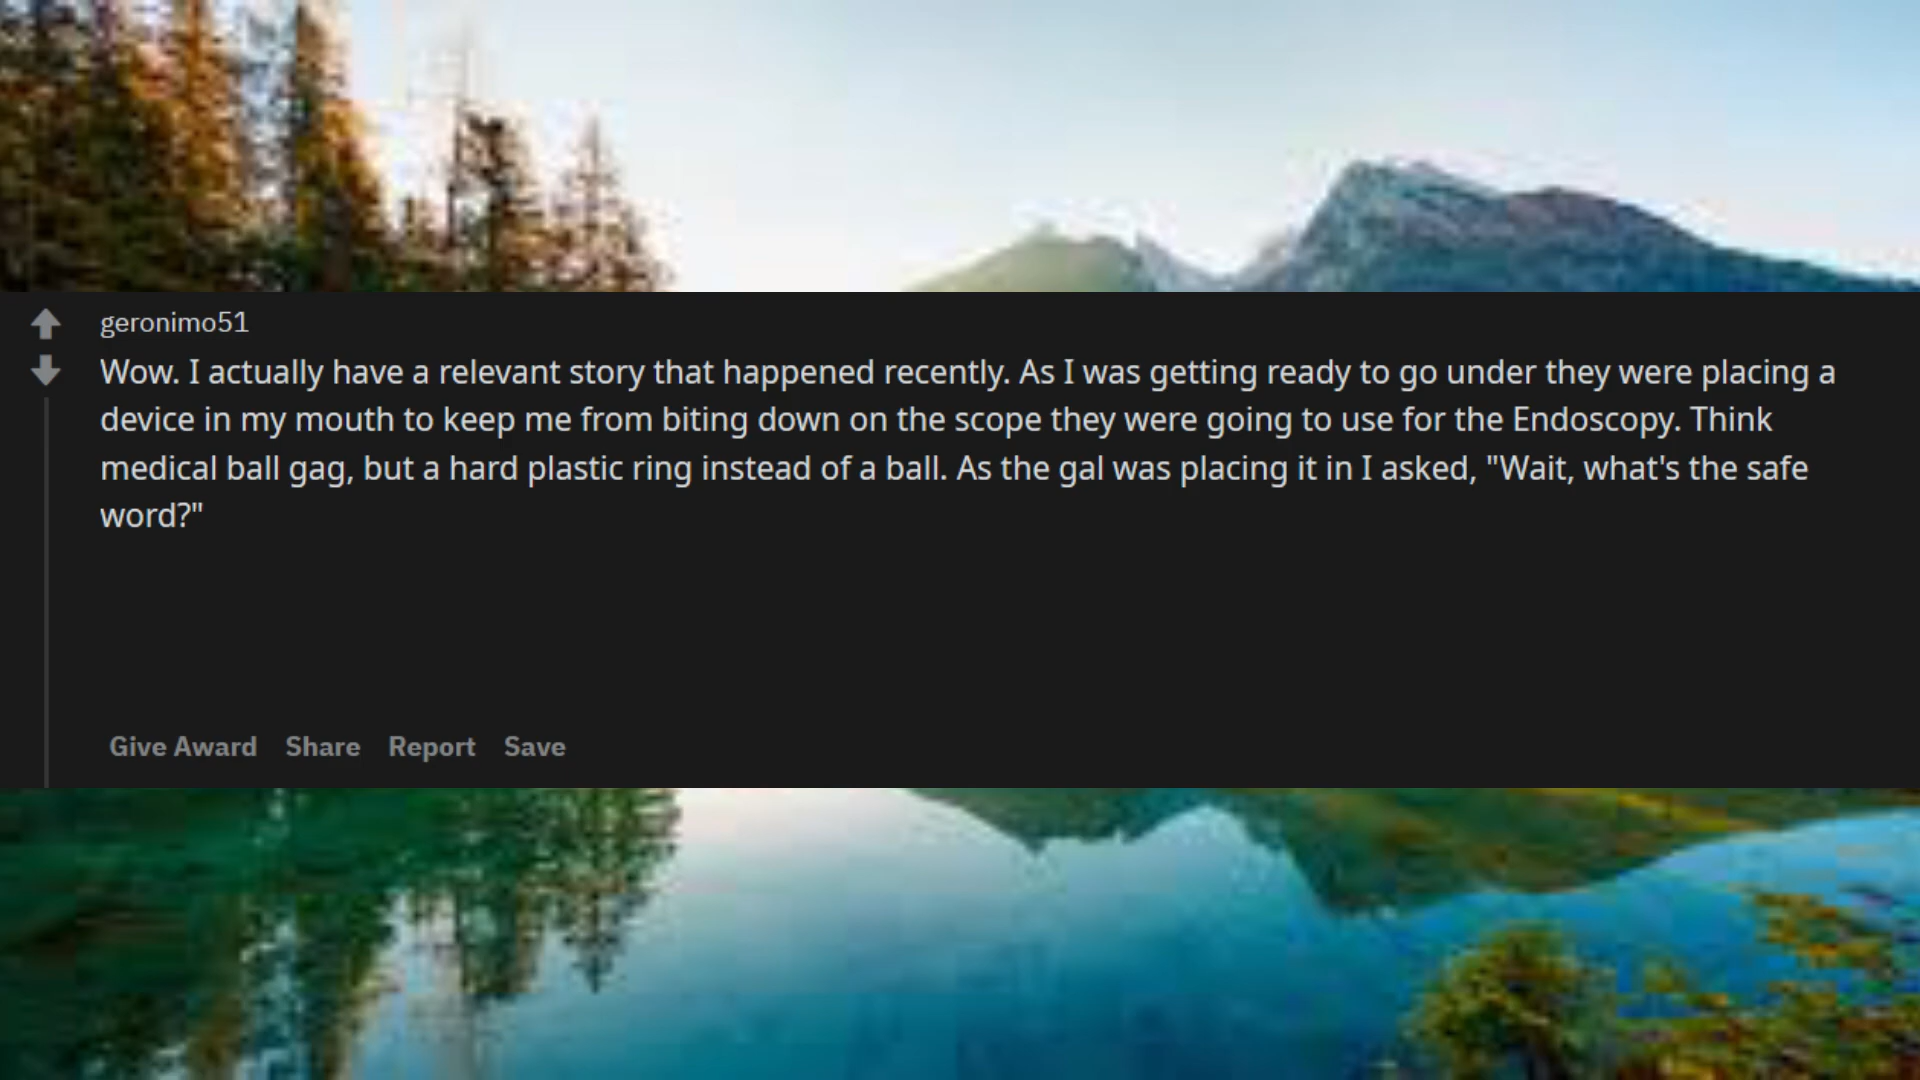 geronimo51
Wow. I actually have a relevant story that happened recently. As I was getting ready to go under they were placing a
device in my mouth to keep me from biting down on the scope they were going to use for the Endoscopy. Think
medical ball gag, but a hard plastic ring instead of a ball. As the gal was placing it in I asked, "Wait, what's the safe
word?"
Give Award Share Report Save